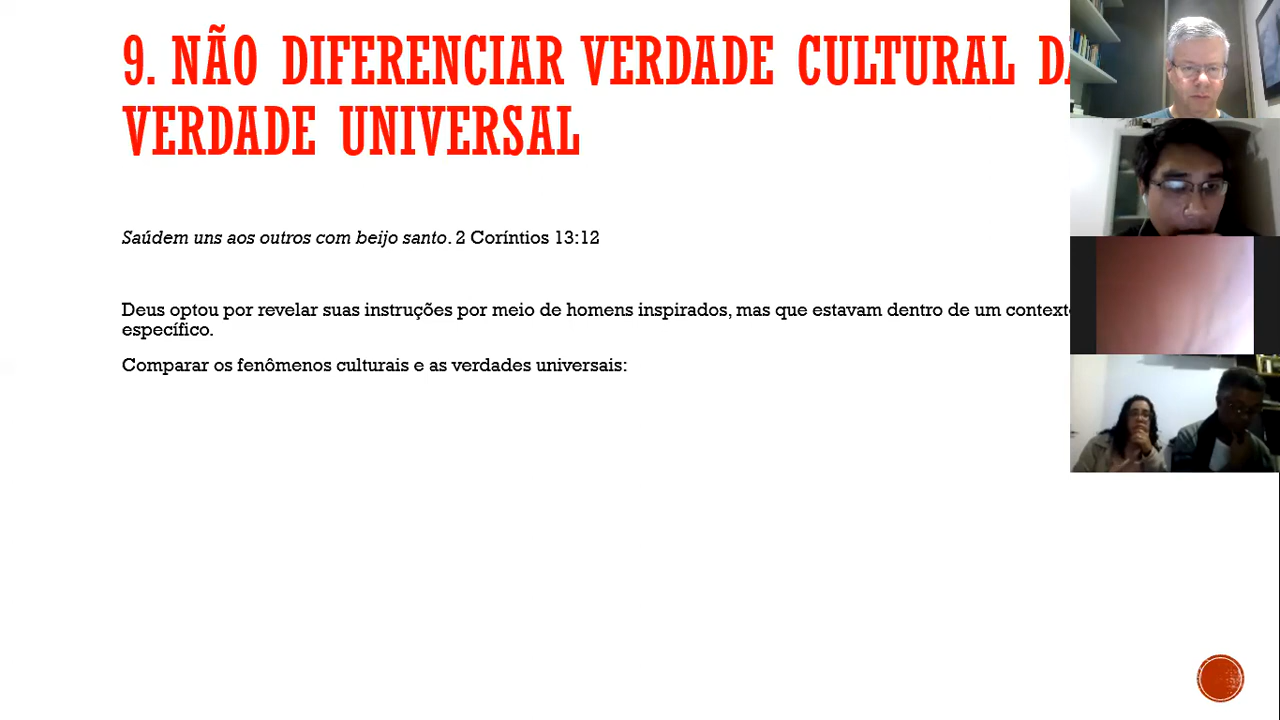 9. NÃO DIFERENCIAR VERDADE CULTURAL
VERDADE UNIVERSAL
Saúdem uns aos outros com beijo santo. 2 Coríntios 13:12
Deus optou por revelar suas instruções por meio de homens inspirados, mas que estavam dentro de um contexto
específico.
Comparar os fenômenos culturais e as verdades universais: